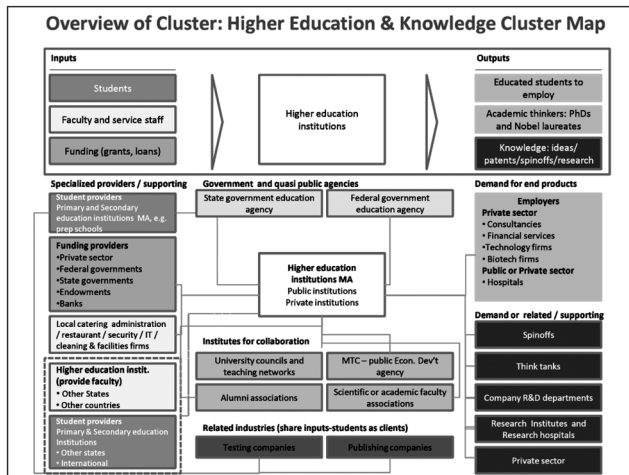 Overview of Cluster: Higher Education & Knowledge Cluster Map
Inputs
Students
Faculty and service staff
Funding (grants, loans)
Higher education
institutions
Outputs
Educated students to
employ
Academic thinkers: PhDs
and Nobel laureates
Knowledge: ideas/
patents/spinoffs/research
Specialized providers / supporting
Student providers
Primary and Secondary
education institutions MA, e.g.
prep schools
Funding providers
•Private sector
•Federal governments
•State governments
•Endowments
•Banks
Local catering administration
/ restaurant / security / IT /
cleaning & facilities firms
Higher education instit.
(provide faculty)
• Other States
• Other countries
Student providers
Primary & Secondary education
Institutions
• Other states
• International
Government and quasi public agencies
State government education
agency
Federal government
education agency
Higher education
institutions MA
Public institutions
Private institutions
Institutes for collaboration
University councils and
teaching networks
MTC – public Econ. Dev't
agency
Alumni associations
Scientific or academic faculty
associations
Related industries (share inputs-students as clients)
Testing companies
Publishing companies
Demand for end products
Employers
Private sector
• Consultancies
• Financial services
•Technology firms
• Biotech firms
Public or Private sector
• Hospitals
Demand or related / supporting
Spinoffs
Think tanks
Company R&D departments
Research Institutes and
Research hospitals
Private sector